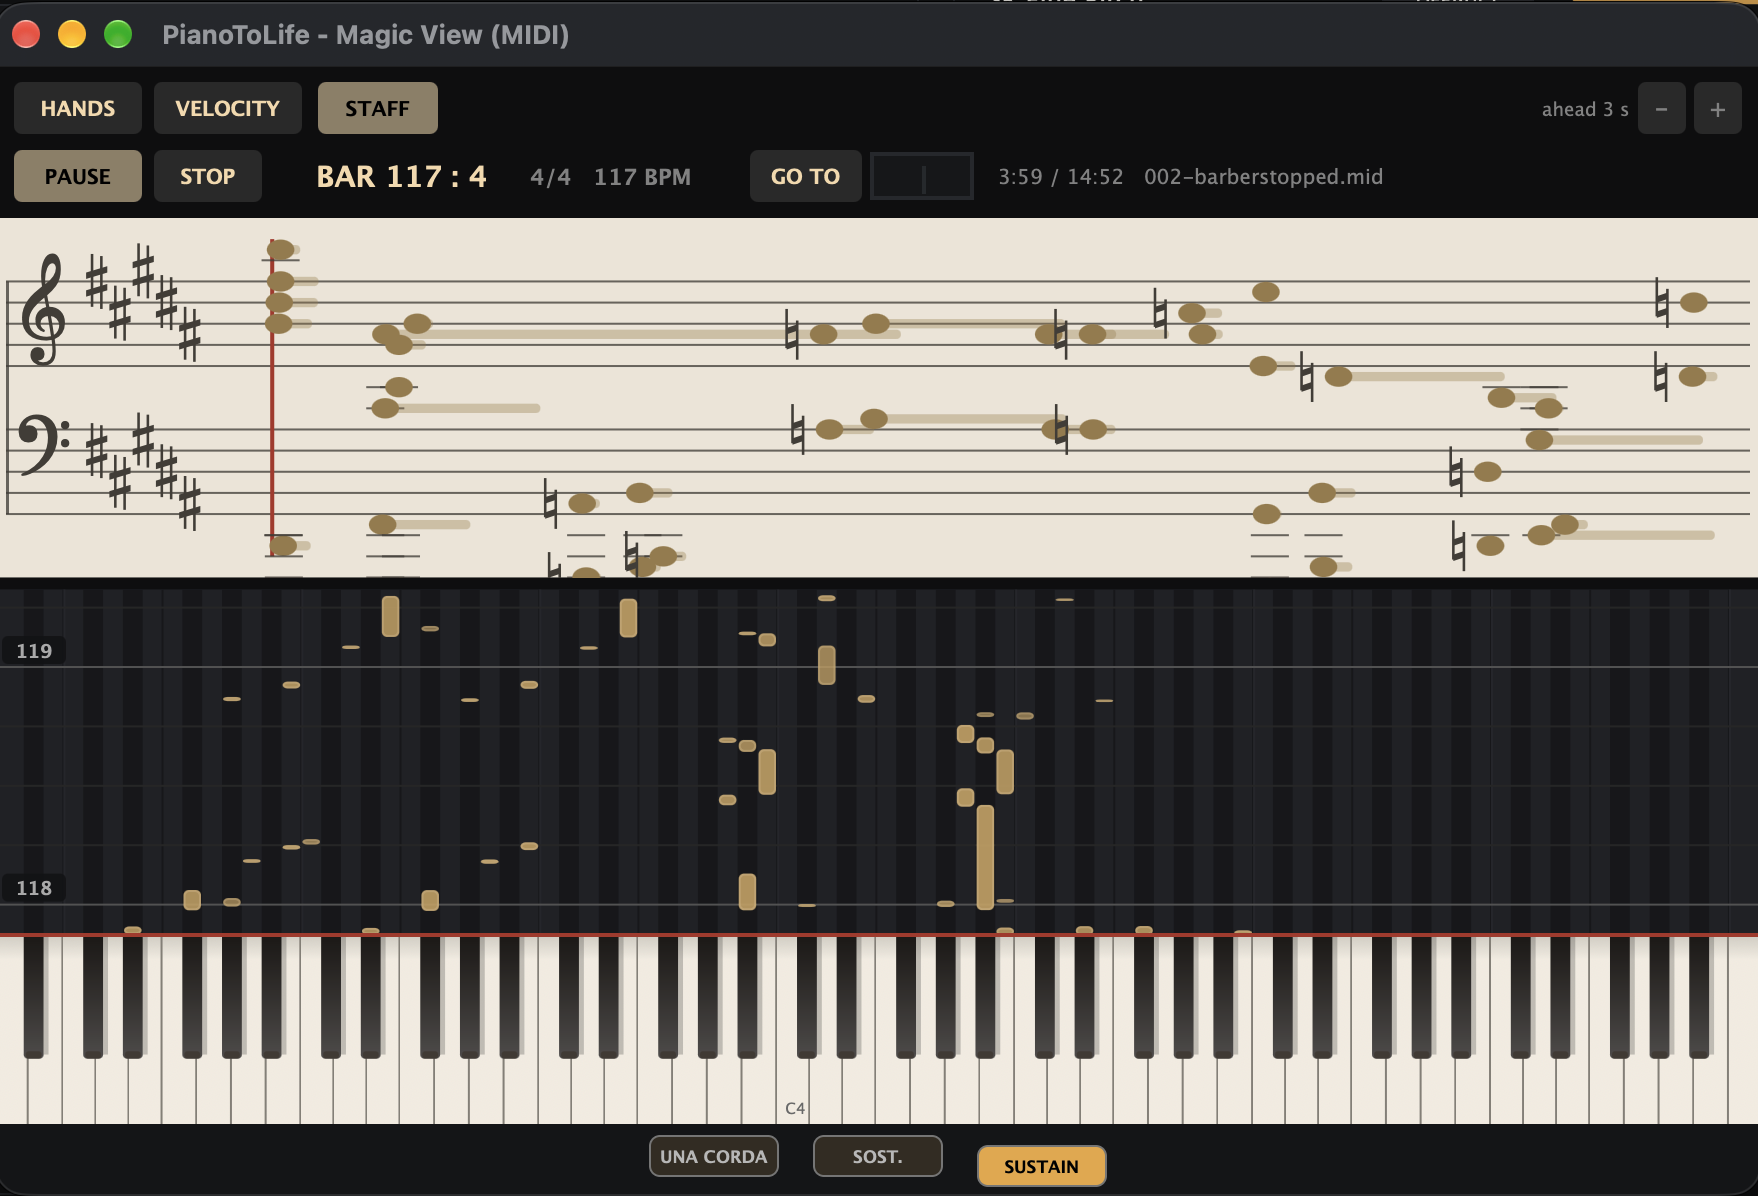 PianoToLife - Magic View (MIDI)
HANDS VELOCITY STAFF ahead 3 s - +
PAUSE STOP BAR 117 : 4 4/4 117 BPM GO TO 3:59 / 14:52 002-barberstopped.mid
119
118
C4
UNA CORDA SOST. SUSTAIN